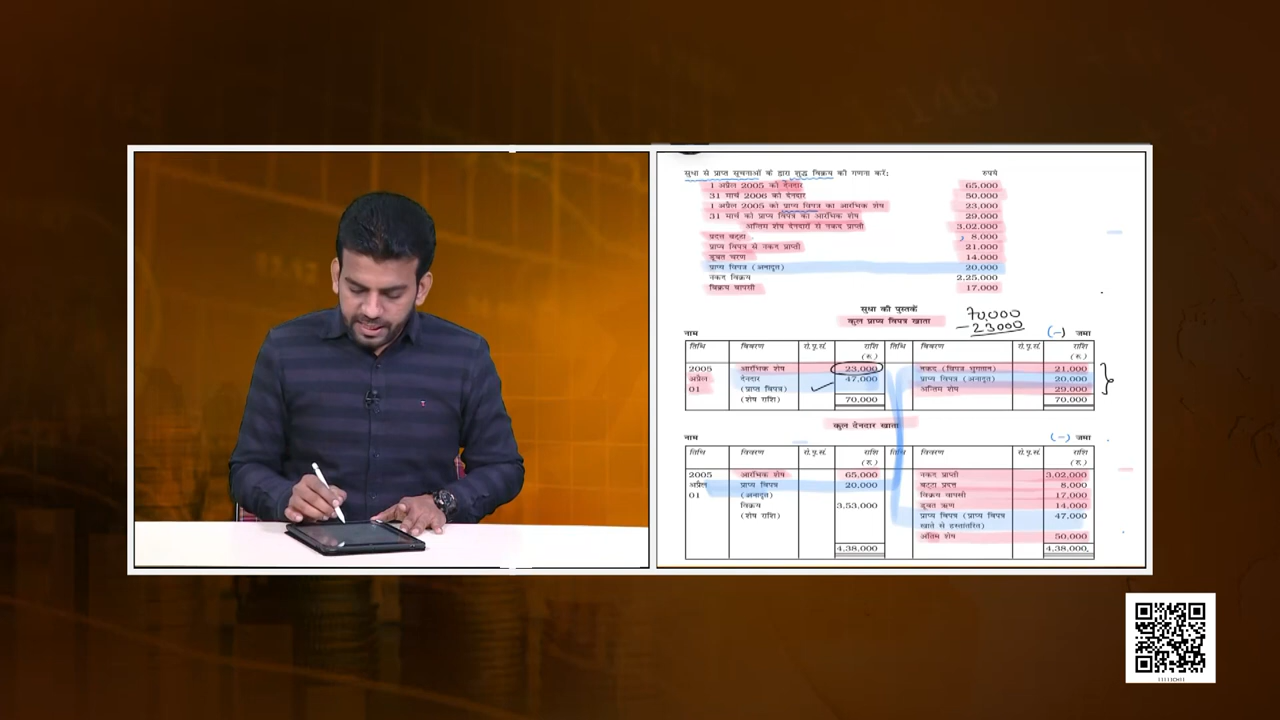 सुधा से प्राप्त सूचनाओं के द्वारा शुद्ध विक्रय की गणना करें: रुपये
1 अप्रैल 2005 को देनदार 65,000
31 मार्च 2006 को देनदार 50,000
1 अप्रैल 2005 को प्राप्य विपत्र का आरंभिक शेष 23,000
31 मार्च को प्राप्य विपत्र का आरंभिक शेष 29,000
अन्तिम शेष देनदारों से नकद प्राप्ती 3,02,000
प्रदत्त बट्टा 8,000
प्राप्य विपत्र से नकद प्राप्ती 21,000
डूबत ऋण 14,000
प्राप्य विपत्र (अनादृत) 20,000
नकद विक्रय 2,25,000
विक्रय वापसी 17,000
सुधा की पुस्तकें
कुल प्राप्य विपत्र खाता
70,000
-23000
नाम (-) जमा
तिथि विवरण रो.पू.सं. राशि तिथि विवरण रो.पू.सं. राशि
(रु.) (रु.)
2005 आरंभिक शेष 23,000 नकद (विपत्र भुगतान) 21,000
अप्रैल देनदार 47,000 प्राप्य विपत्र (अनादृत) 20,000
01 (प्राप्त विपत्र) अन्तिम शेष 29,000
(शेष राशि) 70,000 70,000
कुल देनदार खाता
नाम (-) जमा
तिथि विवरण रो.पू.सं. राशि तिथि विवरण रो.पू.सं. राशि
(रु.) (रु.)
2005 आरंभिक शेष 65,000 नकद प्राप्ती 3,02,000
अप्रैल प्राप्य विपत्र 20,000 बट्टा प्रदत्त 8,000
01 (अनादृत) विक्रय वापसी 17,000
विक्रय 3,53,000 डूबत ऋण 14,000
(शेष राशि) प्राप्य विपत्र (प्राप्य विपत्र 47,000
खाते से हस्तांतरित)
अंतिम शेष 50,000
4,38,000 4,38,000